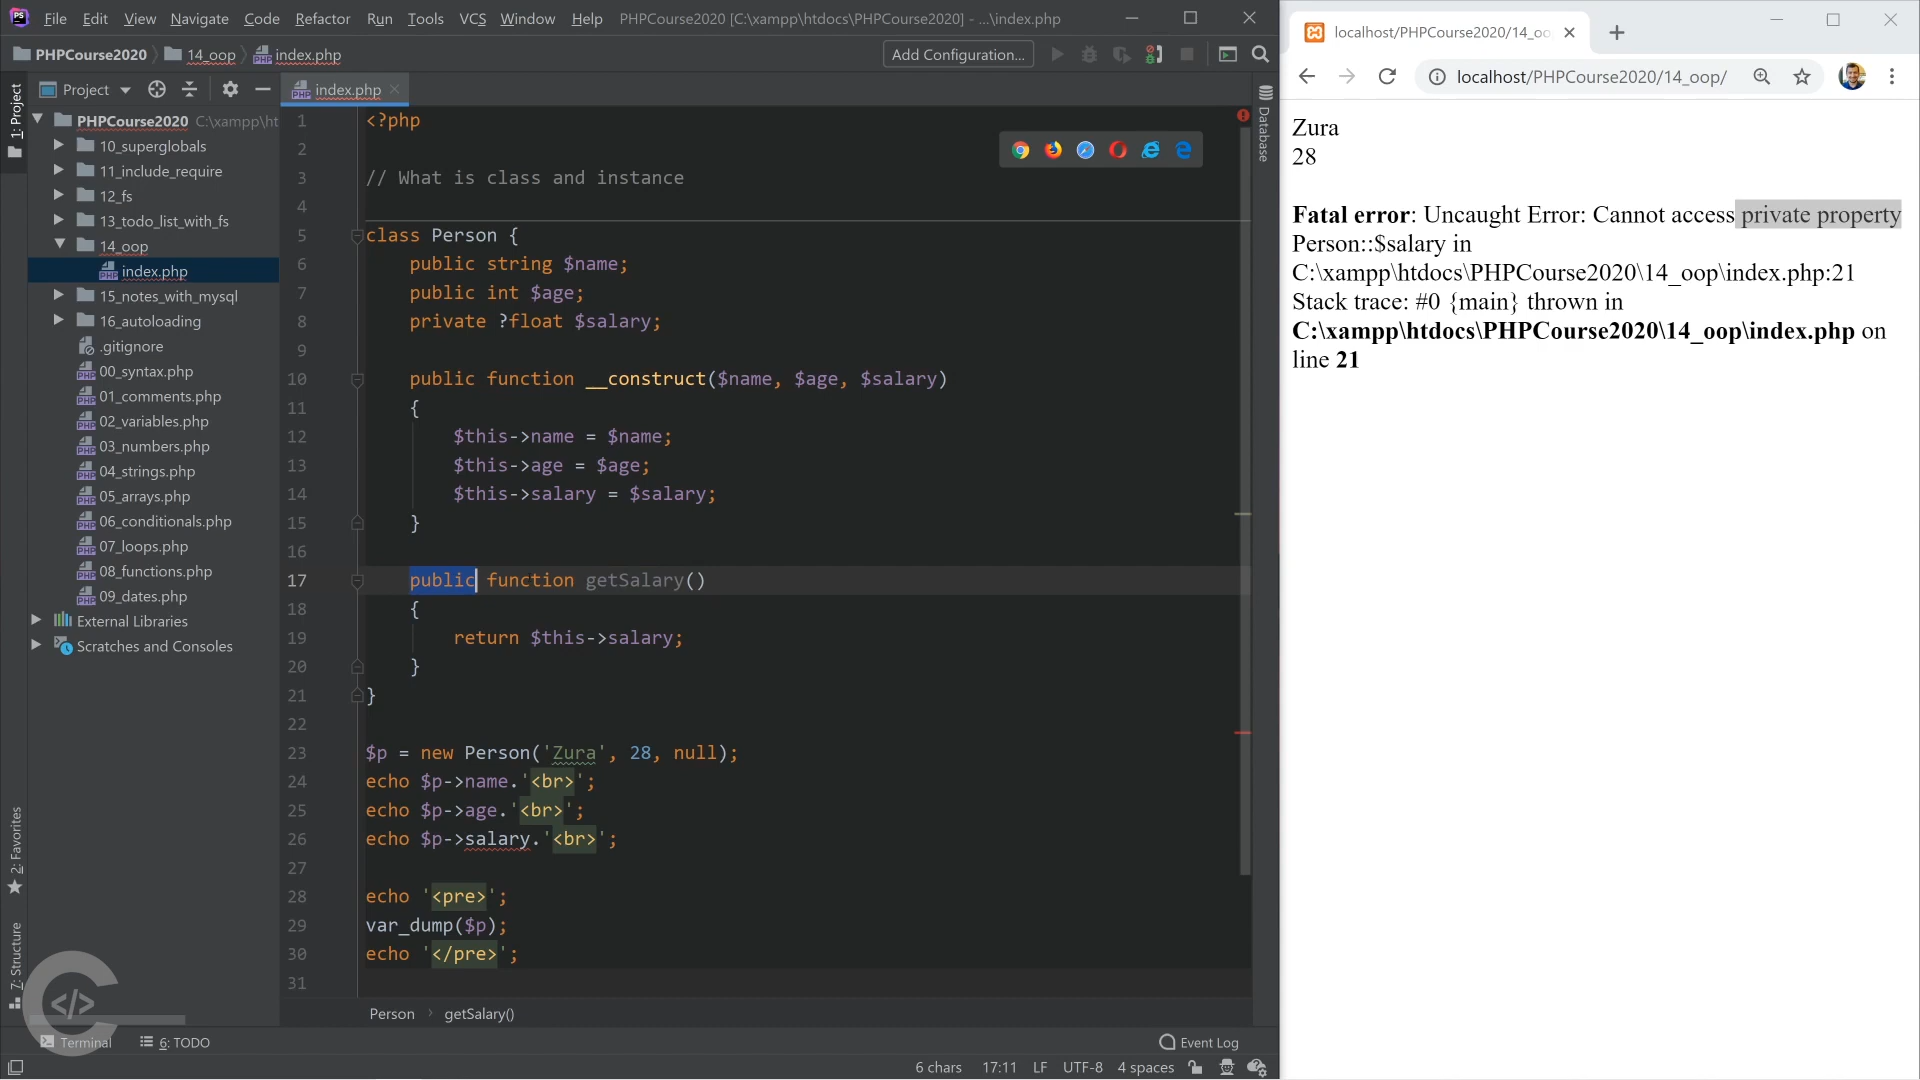 PS File Edit View Navigate Code Refactor Run Tools VCS Window Help PHPCourse2020 [C:\xampp\htdocs\PHPCourse2020] - ...\index.php
PHPCourse2020 14_oop index.php Add Configuration...
Project index.php
1: Project
PHPCourse2020 C:\xampp\ht
10_superglobals
11_include_require
12_fs
13_todo_list_with_fs
14_oop
index.php
15_notes_with_mysql
16_autoloading
.gitignore
00_syntax.php
01_comments.php
02_variables.php
03_numbers.php
04_strings.php
05_arrays.php
06_conditionals.php
07_loops.php
08_functions.php
09_dates.php
External Libraries
Scratches and Consoles
2: Favorites
7: Structure
1 <?php
2
3 // What is class and instance
4
5 class Person {
6 public string $name;
7 public int $age;
8 private ?float $salary;
9
10 public function __construct($name, $age, $salary)
11 {
12 $this->name = $name;
13 $this->age = $age;
14 $this->salary = $salary;
15 }
16
17 public function getSalary()
18 {
19 return $this->salary;
20 }
21 }
22
23 $p = new Person('Zura', 28, null);
24 echo $p->name.'<br>';
25 echo $p->age.'<br>';
26 echo $p->salary.'<br>';
27
28 echo '<pre>';
29 var_dump($p);
30 echo '</pre>';
31
Person › getSalary()
Database
Terminal 6: TODO Event Log
6 chars 17:11 LF UTF-8 4 spaces
</>
localhost/PHPCourse2020/14_oo
localhost/PHPCourse2020/14_oop/
Zura
28
Fatal error: Uncaught Error: Cannot access private property
Person::$salary in
C:\xampp\htdocs\PHPCourse2020\14_oop\index.php:21
Stack trace: #0 {main} thrown in
C:\xampp\htdocs\PHPCourse2020\14_oop\index.php on
line 21